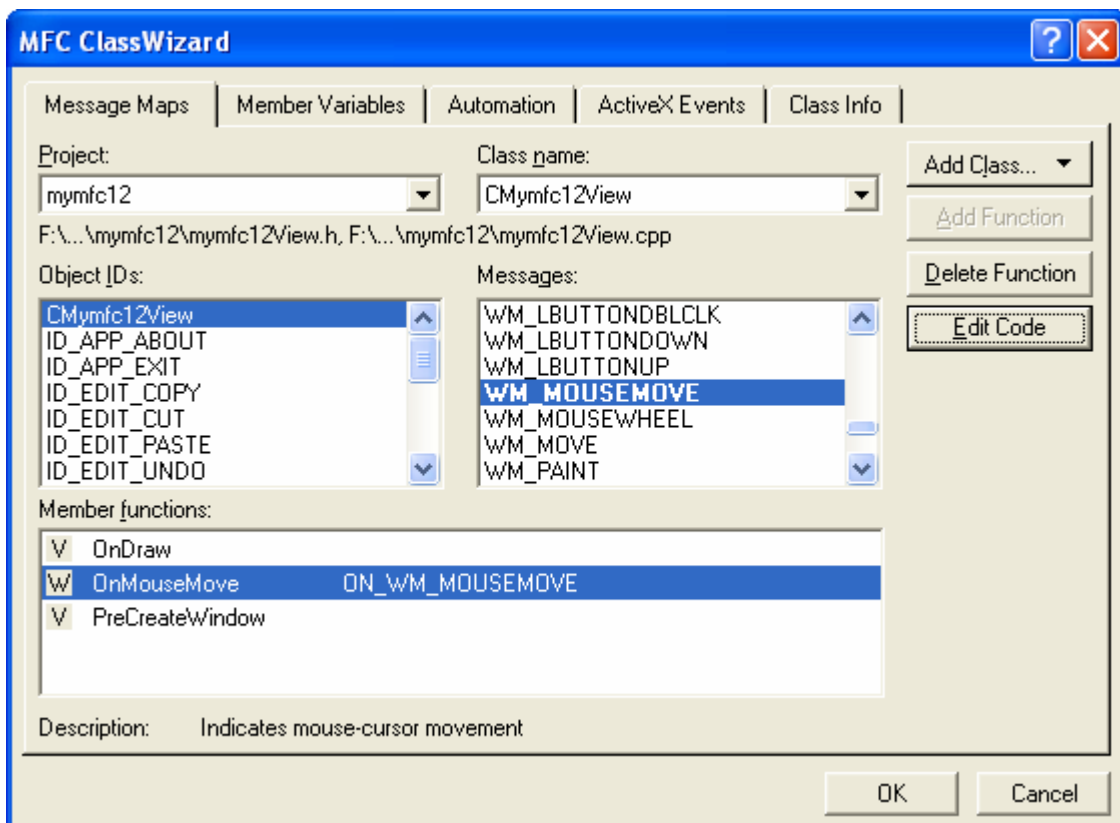 MFC ClassWizard
Message Maps Member Variables Automation ActiveX Events Class Info
Project: Class name:
mymfc12 CMymfc12View
Add Class...
F:\...\mymfc12\mymfc12View.h, F:\...\mymfc12\mymfc12View.cpp
Add Function
Object IDs: Messages:
Delete Function
CMymfc12View WM_LBUTTONDBLCLK
Edit Code
ID_APP_ABOUT WM_LBUTTONDOWN
ID_APP_EXIT WM_LBUTTONUP
ID_EDIT_COPY WM_MOUSEMOVE
ID_EDIT_CUT WM_MOUSEWHEEL
ID_EDIT_PASTE WM_MOVE
ID_EDIT_UNDO WM_PAINT
Member functions:
V OnDraw
W OnMouseMove ON_WM_MOUSEMOVE
V PreCreateWindow
Description: Indicates mouse-cursor movement
OK Cancel